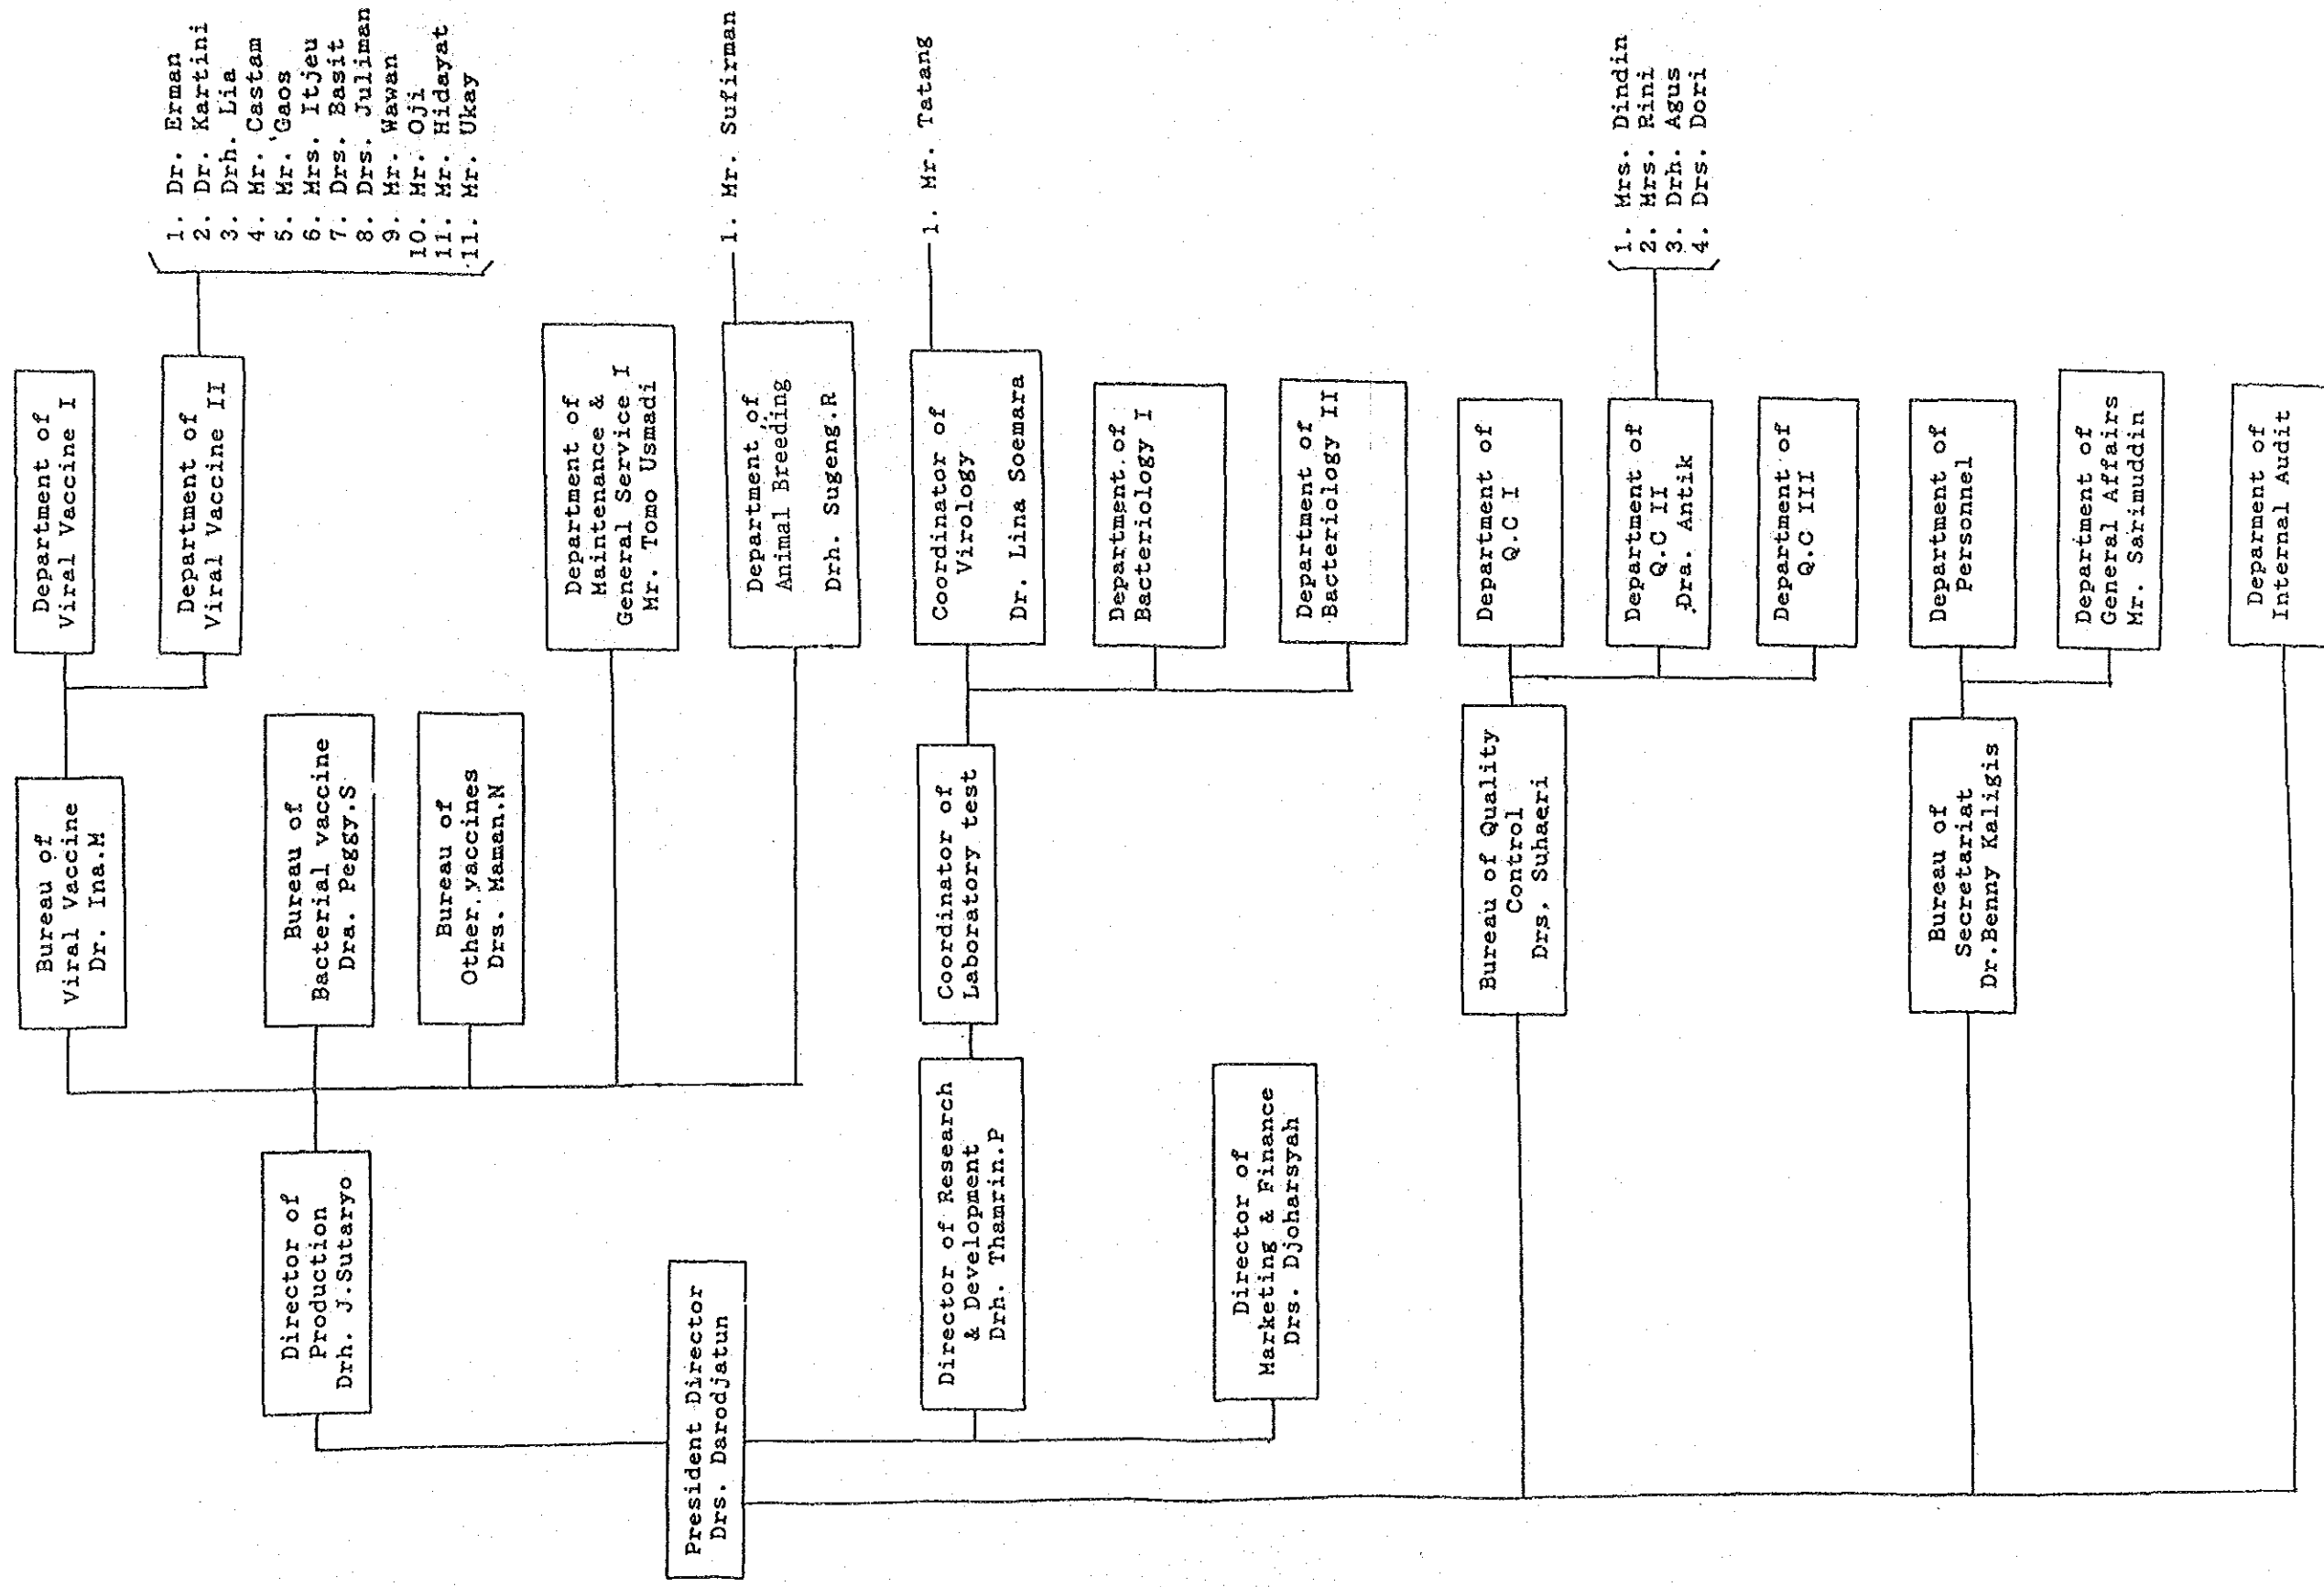 President Director
Drs. Darodjatun
Director of
Production
Drh. J.Sutaryo
Director of Research
& Development
Drh. Thamrin.P
Director of
Marketing & Finance
Drs. Djoharsyah
Bureau of
Viral Vaccine
Dr. Ina.M
Bureau of
Bacterial vaccine
Dra. Peggy.S
Bureau of
Other vaccines
Drs. Maman.N
Coordinator of
Laboratory test
Bureau of Quality
Control
Drs. Suhaeri
Bureau of
Secretariat
Dr.Benny Kaligis
Department of
Viral Vaccine I
Department of
Viral Vaccine II
Department of
Maintenance &
General Service I
Mr. Tomo Usmadi
Department of
Animal Breeding
Drh. Sugeng.R
Coordinator of
Virology
Dr. Lina Soemara
Department of
Bacteriology I
Department of
Bacteriology II
Department of
Q.C I
Department of
Q.C II
Dra. Antik
Department of
Q.C III
Department of
Personnel
Department of
General Affairs
Mr. Sarimuddin
Deparment of
Internal Audit
1. Dr. Erman
2. Dr. Kartini
3. Drh. Lia
4. Mr. Castam
5. Mr. Gaos
6. Mrs. Itjeu
7. Drs. Basit
8. Drs. Juliman
9. Mr. Wawan
10. Mr. Oji
11. Mr. Hidayat
11. Mr. Ukay
1. Mr. Sufirman
1. Mr. Tatang
1. Mrs. Dindin
2. Mrs. Rini
3. Drh. Agus
4. Drs. Dori